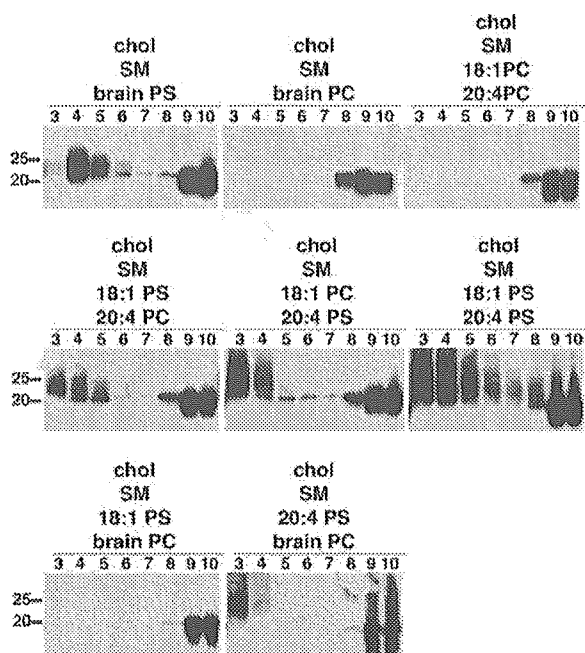 chol chol chol
SM SM SM
brain PS brain PC 18:1PC
20:4PC
3 4 5 6 7 8 9 10 3 4 5 6 7 8 9 10 3 4 5 6 7 8 9 10
25
20
chol chol chol
SM SM SM
18:1 PS 18:1 PC 18:1 PS
20:4 PC 20:4 PS 20:4 PS
3 4 5 6 7 8 9 10 3 4 5 6 7 8 9 10 3 4 5 6 7 8 9 10
25
20
chol chol
SM SM
18:1 PS 20:4 PS
brain PC brain PC
3 4 5 6 7 8 9 10 3 4 5 6 7 8 9 10
25
20